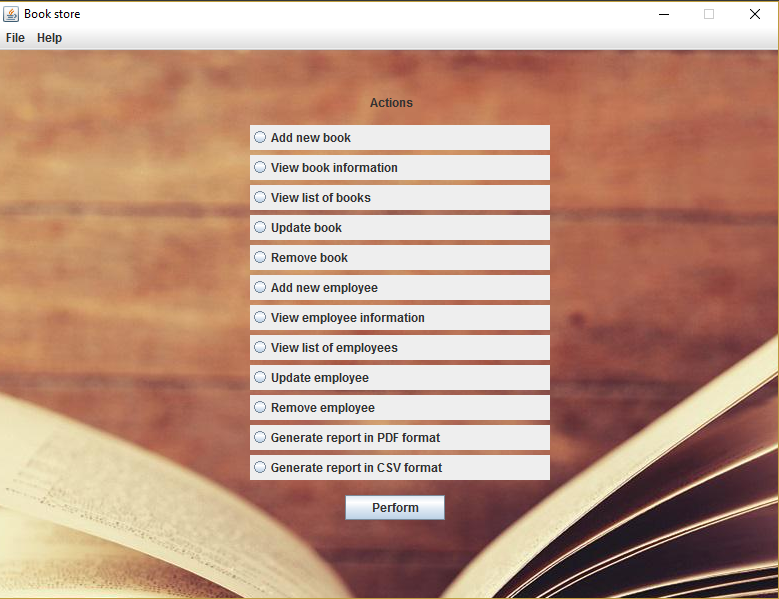 Book store
File Help
Actions
Add new book
View book information
View list of books
Update book
Remove book
Add new employee
View employee information
View list of employees
Update employee
Remove employee
Generate report in PDF format
Generate report in CSV format
Perform